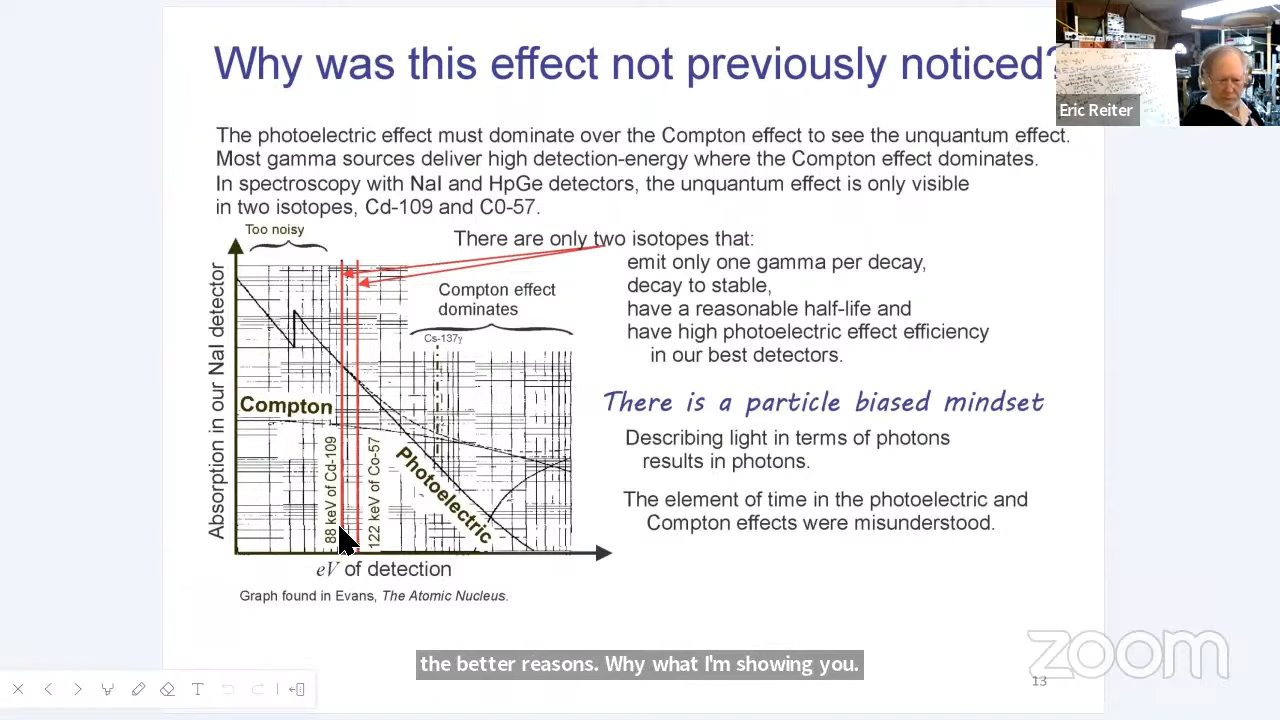 Why was this effect not previously noticed?
Eric Reiter
The photoelectric effect must dominate over the Compton effect to see the unquantum effect.
Most gamma sources deliver high detection-energy where the Compton effect dominates.
In spectroscopy with NaI and HpGe detectors, the unquantum effect is only visible
in two isotopes, Cd-109 and C0-57.
Too noisy
There are only two isotopes that:
emit only one gamma per decay,
decay to stable,
have a reasonable half-life and
have high photoelectric effect efficiency
in our best detectors.
Compton effect
dominates
Cs-137γ
Absorption in our NaI detector
Compton
Photoelectric
88 keV of Cd-109
122 keV of Co-57
eV of detection
Graph found in Evans, The Atomic Nucleus.
There is a particle biased mindset
Describing light in terms of photons
results in photons.
The element of time in the photoelectric and
Compton effects were misunderstood.
the better reasons. Why what I'm showing you.
zoom
13
T